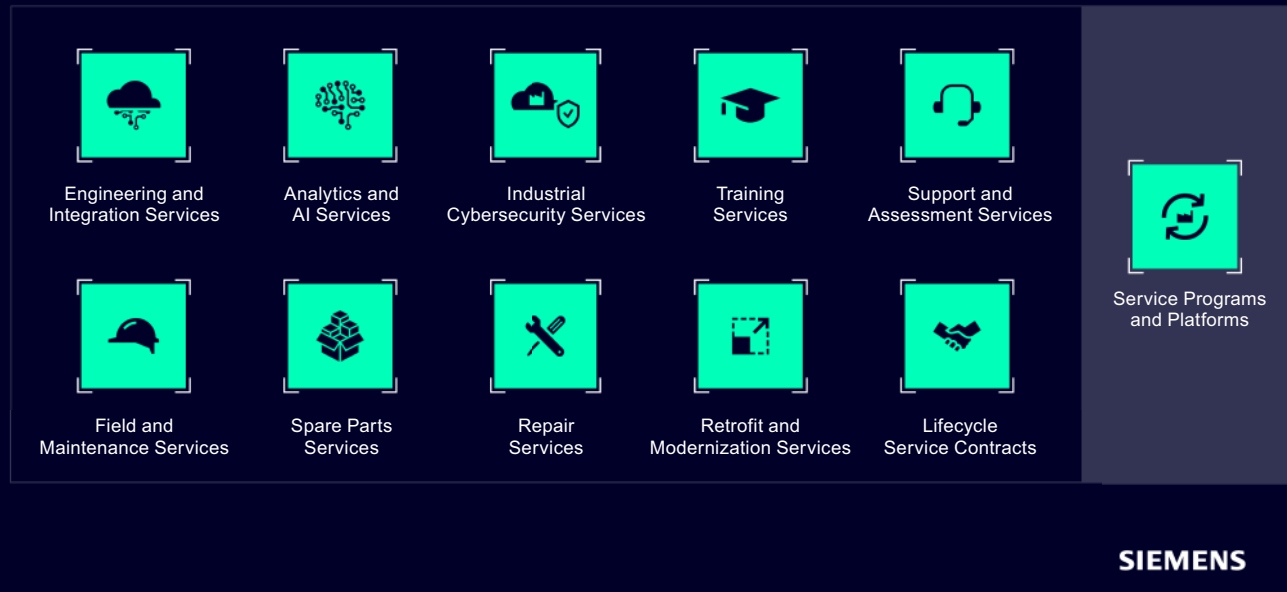 Engineering and
Integration Services
Analytics and
AI Services
Industrial
Cybersecurity Services
Training
Services
Support and
Assessment Services
Service Programs
and Platforms
Field and
Maintenance Services
Spare Parts
Services
Repair
Services
Retrofit and
Modernization Services
Lifecycle
Service Contracts
SIEMENS